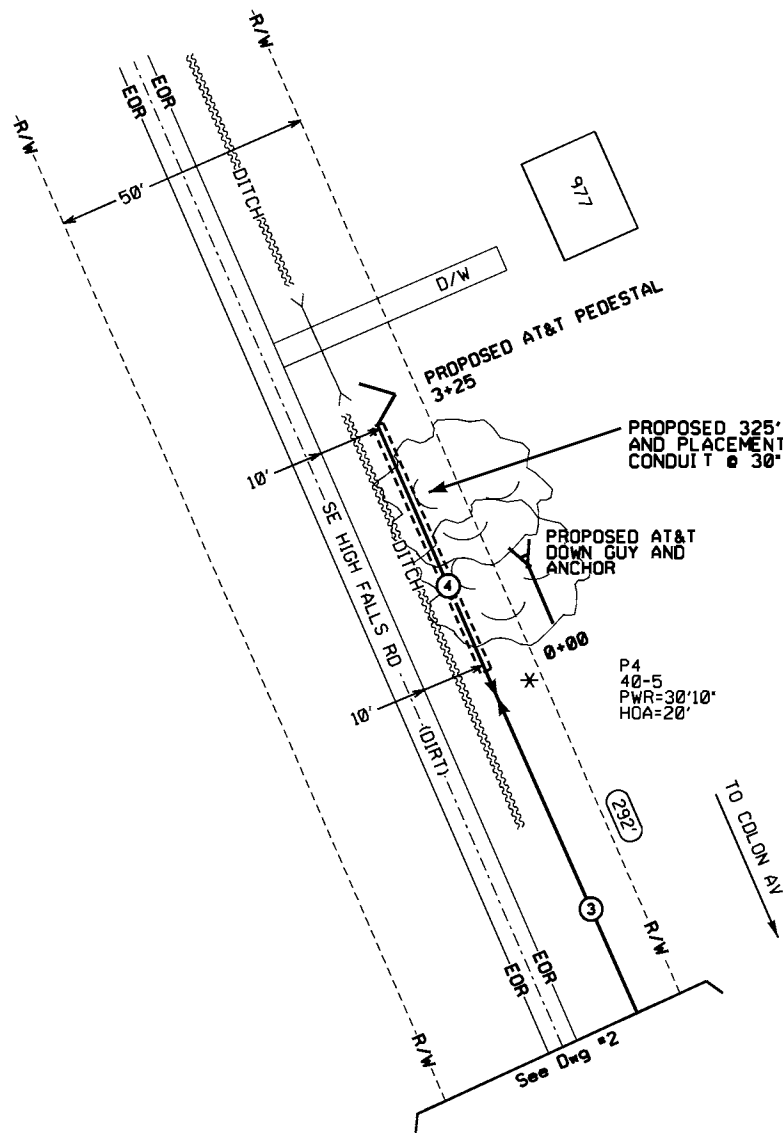 R/W
R/W
EOR
EOR
DITCH
50'
977
D/W
PROPOSED AT&T PEDESTAL
3+25
PROPOSED 325'
AND PLACEMENT
CONDUIT @ 30"
10'
SE HIGH FALLS RD
(DIRT)
DITCH
4
PROPOSED AT&T
DOWN GUY AND
ANCHOR
0+00
10'
P4
40-5
PWR=30'10"
HOA=20'
292'
TO COLON AV
3
R/W
EOR
EOR
R/W
See Dwg #2